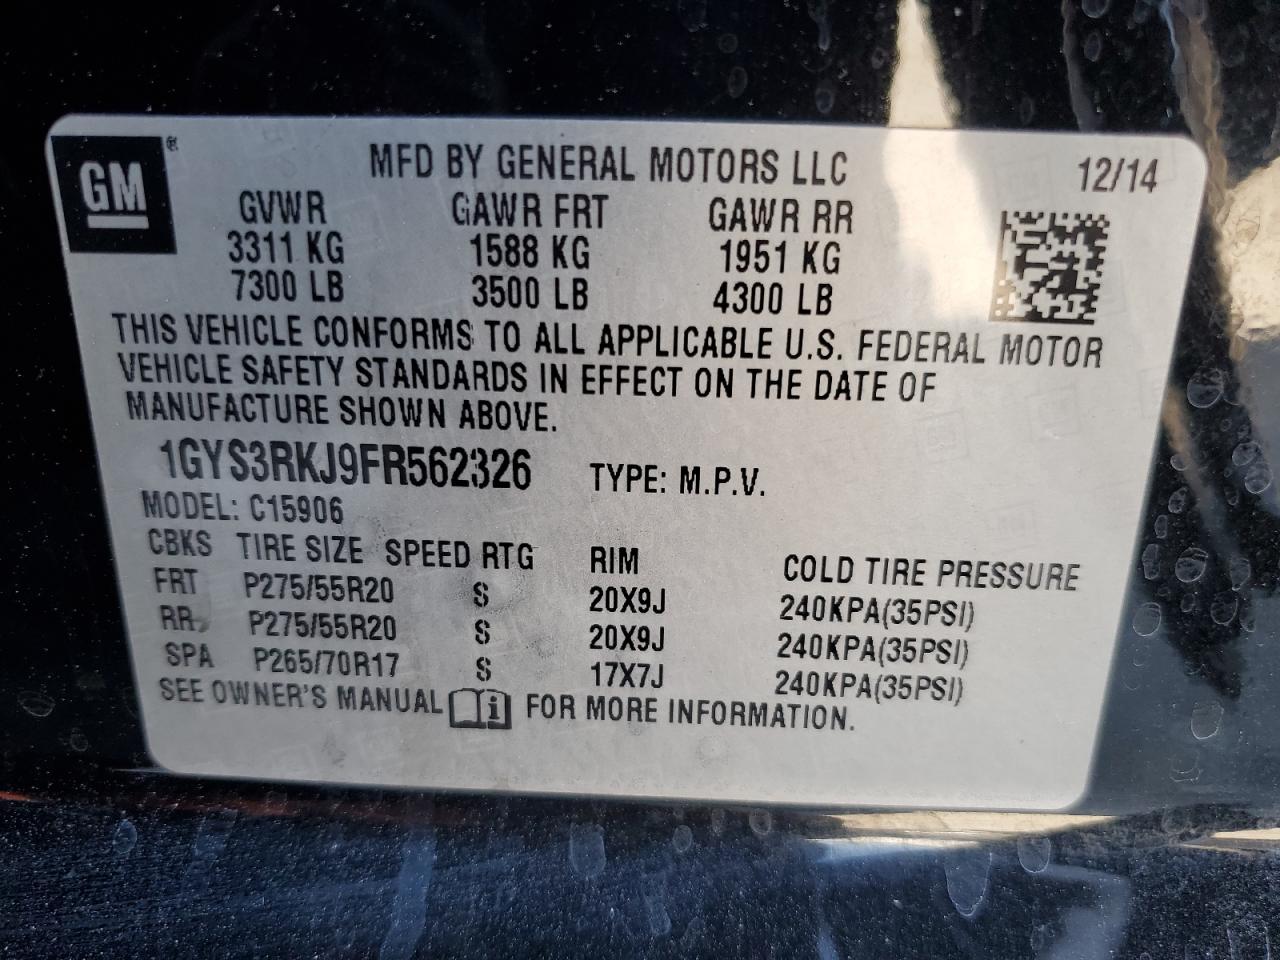 GM ® MFD BY GENERAL MOTORS LLC 12/14
GVWR GAWR FRT GAWR RR
3311 KG 1588 KG 1951 KG
7300 LB 3500 LB 4300 LB
THIS VEHICLE CONFORMS TO ALL APPLICABLE U.S. FEDERAL MOTOR
VEHICLE SAFETY STANDARDS IN EFFECT ON THE DATE OF
MANUFACTURE SHOWN ABOVE.
1GYS3RKJ9FR562326 TYPE: M.P.V.
MODEL: C15906
CBKS TIRE SIZE SPEED RTG RIM COLD TIRE PRESSURE
FRT P275/55R20 S 20X9J 240KPA(35PSI)
RR P275/55R20 S 20X9J 240KPA(35PSI)
SPA P265/70R17 S 17X7J 240KPA(35PSI)
SEE OWNER'S MANUAL i FOR MORE INFORMATION.